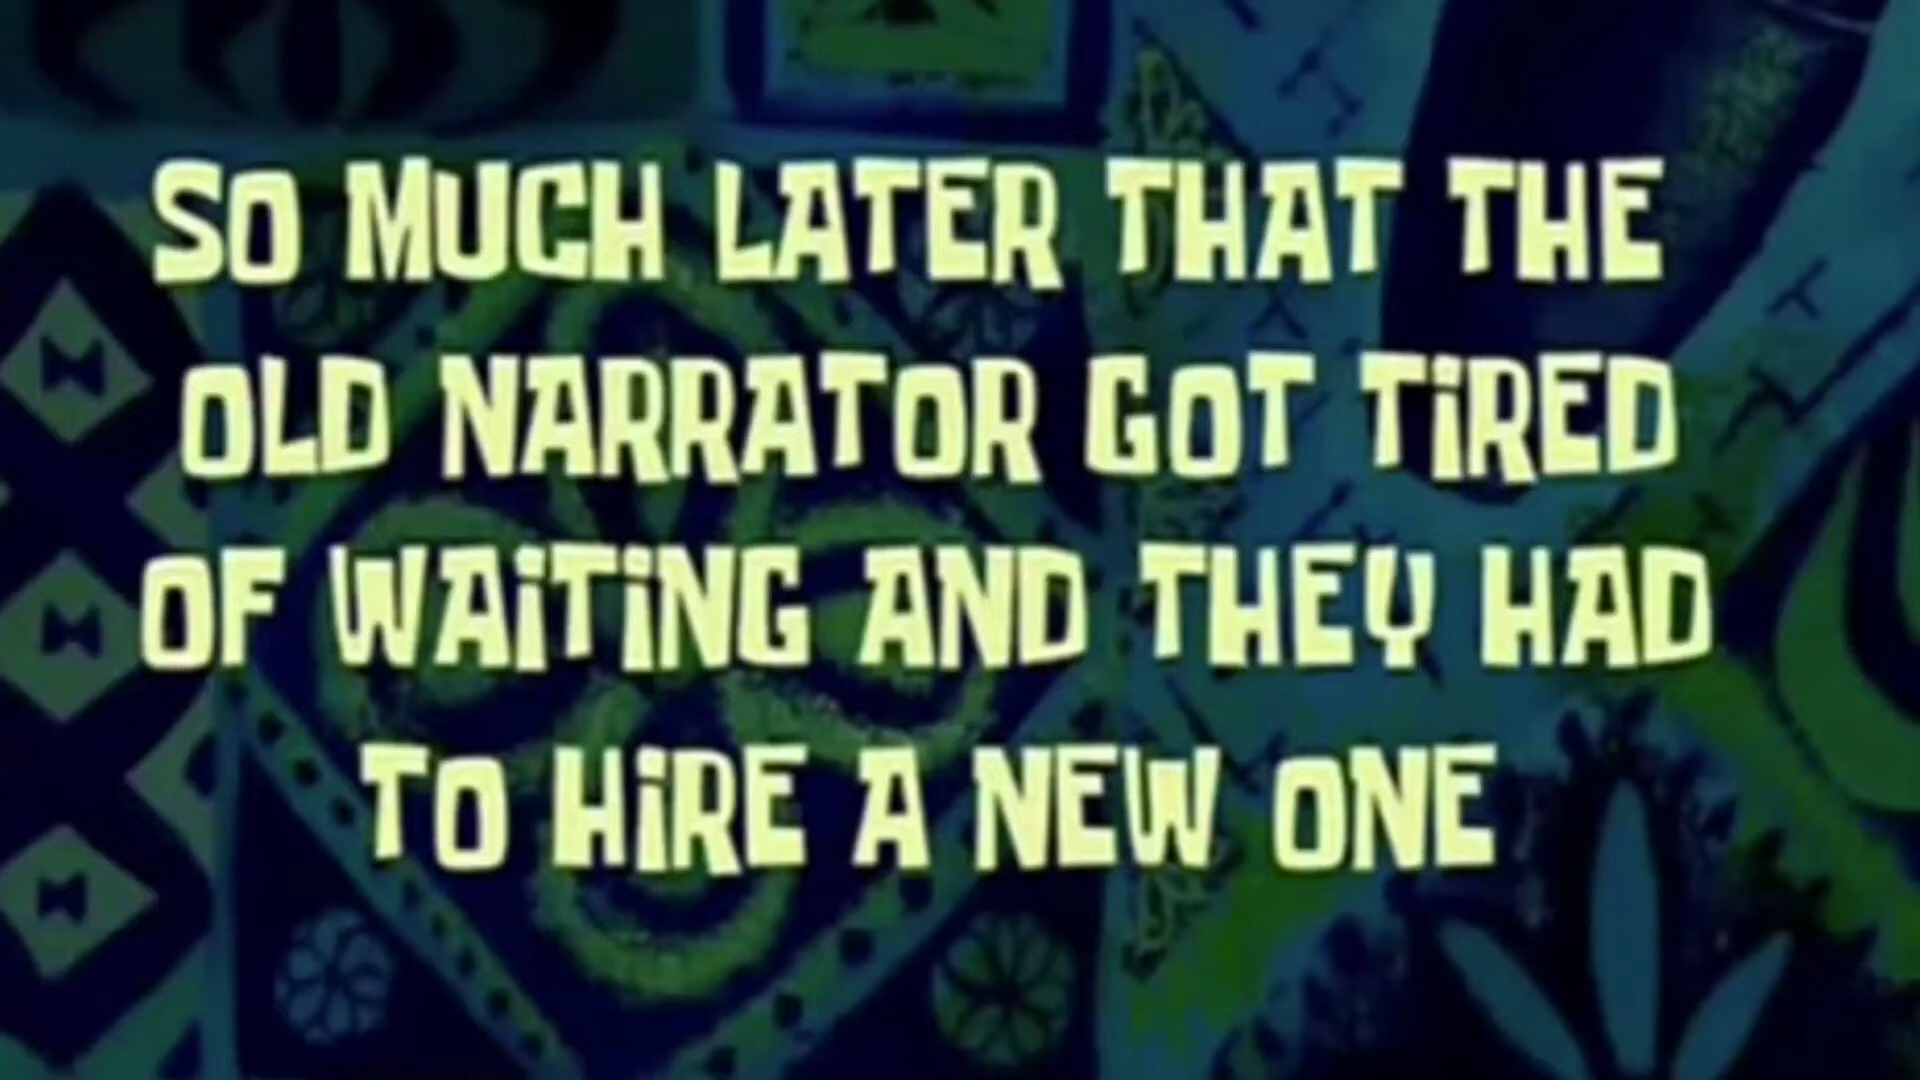 SO MUCH LATER THAT THE
OLD NARRATOR GOT TiRED
OF WAiTiNG AND THEY HAD
TO HiRE A NEW ONE